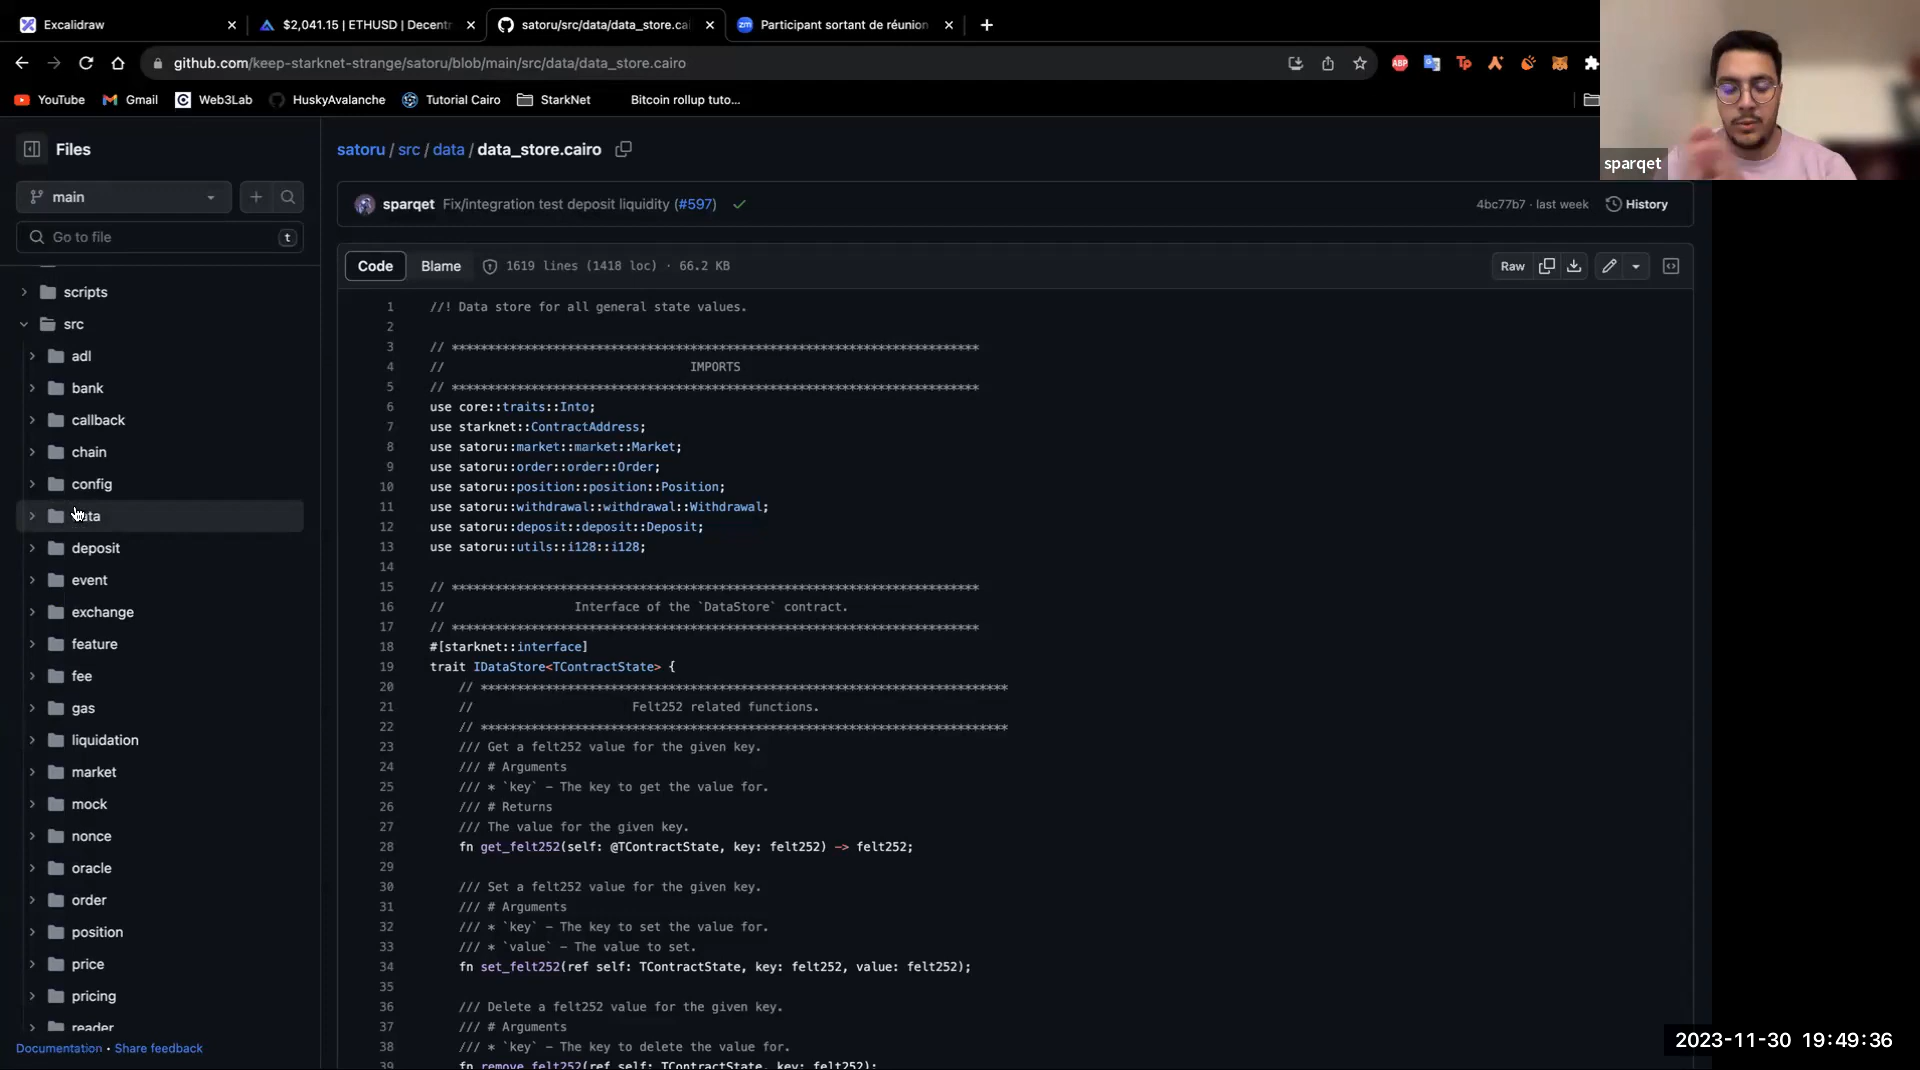 Excalidraw
$2,041.15 | ETHUSD | Decentr
satoru/src/data/data_store.cai
Participant sortant de réunion
github.com/keep-starknet-strange/satoru/blob/main/src/data/data_store.cairo
YouTube
Gmail
Web3Lab
HuskyAvalanche
Tutorial Cairo
StarkNet
Bitcoin rollup tuto...
sparqet
Files
satoru / src / data / data_store.cairo
main
sparqet Fix/integration test deposit liquidity (#597)
4bc77b7 · last week
History
Go to file
t
Code
Blame
1619 lines (1418 loc) · 66.2 KB
Raw
scripts
src
adl
bank
callback
chain
config
deposit
event
exchange
feature
fee
gas
liquidation
market
mock
nonce
oracle
order
position
price
pricing
reader
Documentation • Share feedback
1 //! Data store for all general state values.
2
3 // *************************************************************************
4 // IMPORTS
5 // *************************************************************************
6 use core::traits::Into;
7 use starknet::ContractAddress;
8 use satoru::market::market::Market;
9 use satoru::order::order::Order;
10 use satoru::position::position::Position;
11 use satoru::withdrawal::withdrawal::Withdrawal;
12 use satoru::deposit::deposit::Deposit;
13 use satoru::utils::i128::i128;
14
15 // *************************************************************************
16 // Interface of the `DataStore` contract.
17 // *************************************************************************
18 #[starknet::interface]
19 trait IDataStore<TContractState> {
20 // *************************************************************************
21 // Felt252 related functions.
22 // *************************************************************************
23 /// Get a felt252 value for the given key.
24 /// # Arguments
25 /// * `key` - The key to get the value for.
26 /// # Returns
27 /// The value for the given key.
28 fn get_felt252(self: @TContractState, key: felt252) -> felt252;
29
30 /// Set a felt252 value for the given key.
31 /// # Arguments
32 /// * `key` - The key to set the value for.
33 /// * `value` - The value to set.
34 fn set_felt252(ref self: TContractState, key: felt252, value: felt252);
35
36 /// Delete a felt252 value for the given key.
37 /// # Arguments
38 /// * `key` - The key to delete the value for.
39 fn remove_felt252(ref self: TContractState, key: felt252);
2023-11-30 19:49:36